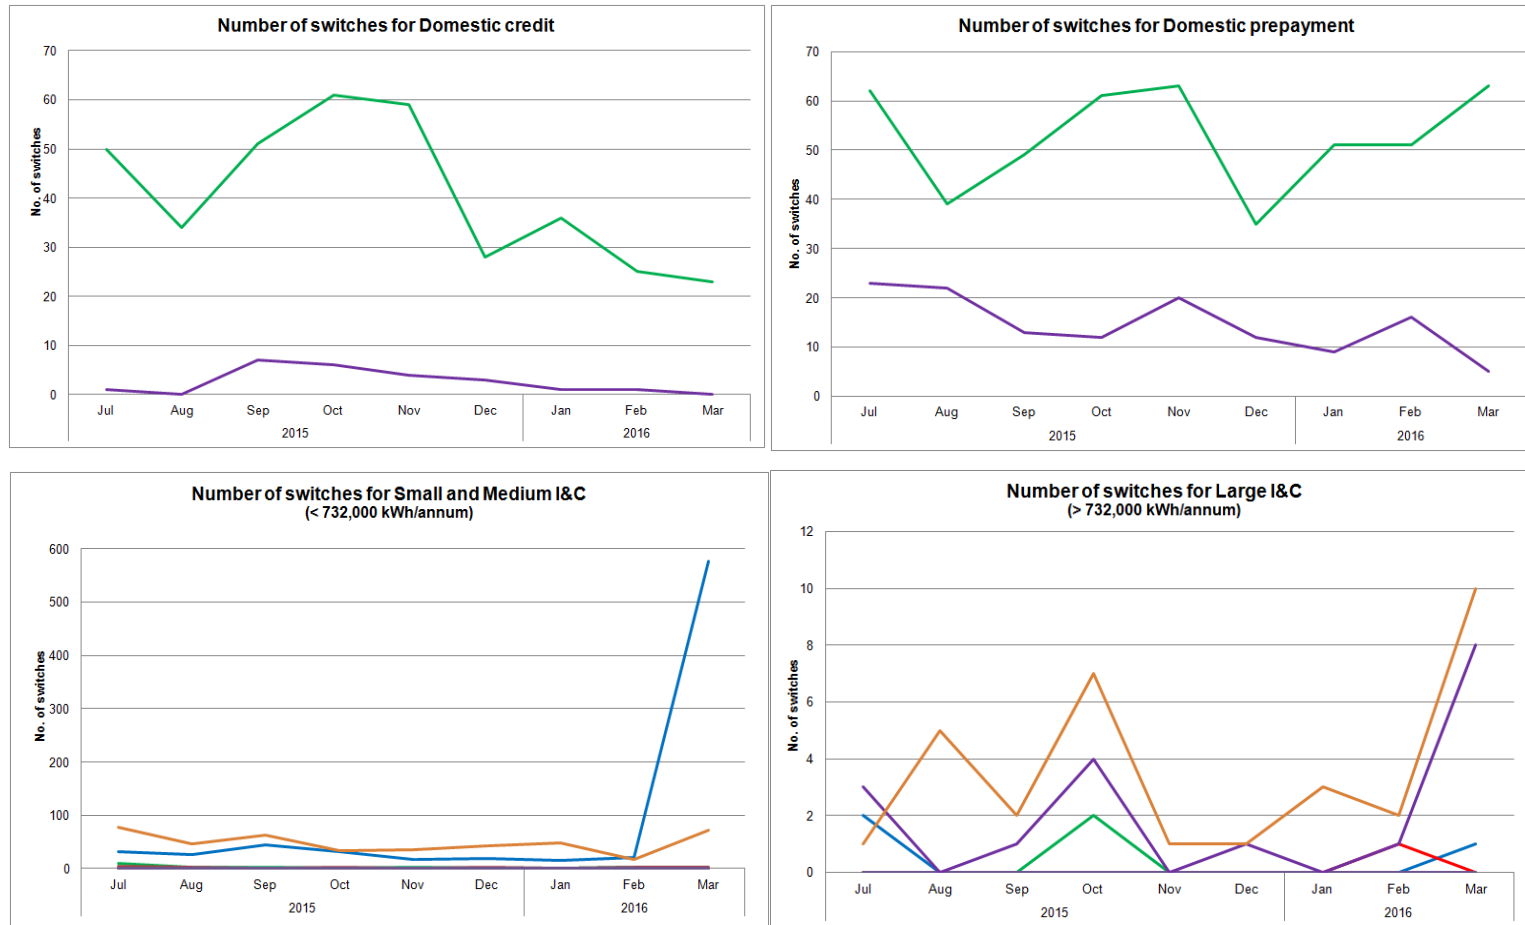 Number of switches for Domestic credit
70
60
50
40
30
20
10
0
No. of switches
Jul Aug Sep Oct Nov Dec Jan Feb Mar
2015 2016
Number of switches for Domestic prepayment
70
60
50
40
30
20
10
0
No. of switches
Jul Aug Sep Oct Nov Dec Jan Feb Mar
2015 2016
Number of switches for Small and Medium I&C
(< 732,000 kWh/annum)
600
500
400
300
200
100
0
No. of switches
Jul Aug Sep Oct Nov Dec Jan Feb Mar
2015 2016
Number of switches for Large I&C
(> 732,000 kWh/annum)
12
10
8
6
4
2
0
No. of switches
Jul Aug Sep Oct Nov Dec Jan Feb Mar
2015 2016